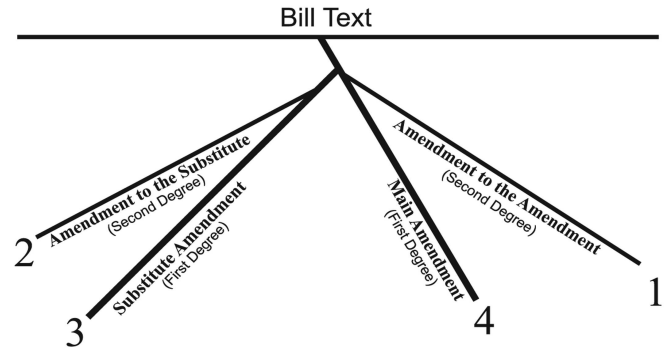 Bill Text
Amendment to the Substitute
(Second Degree)
2
Substitute Amendment
(First Degree)
3
Main Amendment
(First Degree)
4
Amendment to the Amendment
(Second Degree)
1